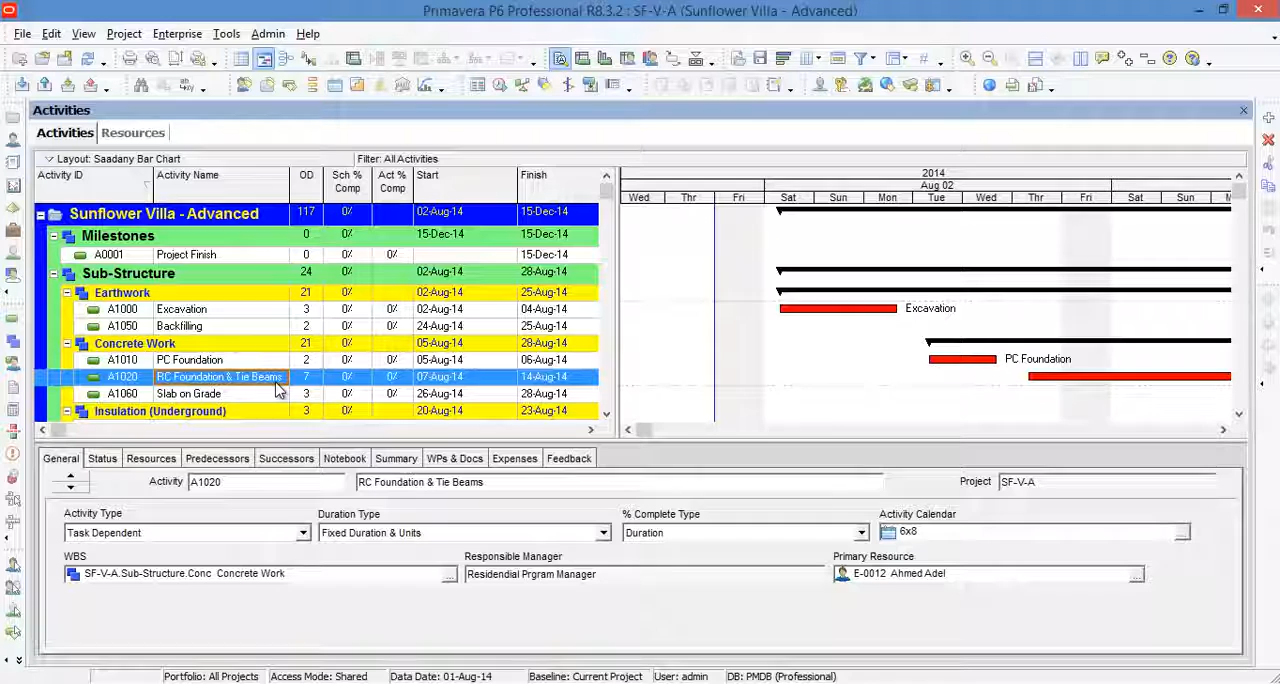 Primavera P6 Professional R8.3.2 : SF-V-A (Sunflower Villa - Advanced)
File Edit View Project Enterprise Tools Admin Help
Activities
Activities Resources
Layout: Saadany Bar Chart Filter: All Activities
Activity ID Activity Name OD Sch % Comp Act % Comp Start Finish
2014
Aug 02
Wed Thr Fri Sat Sun Mon Tue Wed Thr Fri Sat Sun M
Sunflower Villa - Advanced 117 0% 02-Aug-14 15-Dec-14
Milestones 0 0% 15-Dec-14 15-Dec-14
A0001 Project Finish 0 0% 0% 15-Dec-14
Sub-Structure 24 0% 02-Aug-14 28-Aug-14
Earthwork 21 0% 02-Aug-14 25-Aug-14
A1000 Excavation 3 0% 0% 02-Aug-14 04-Aug-14 Excavation
A1050 Backfilling 2 0% 0% 24-Aug-14 25-Aug-14
Concrete Work 21 0% 05-Aug-14 28-Aug-14
A1010 PC Foundation 2 0% 0% 05-Aug-14 06-Aug-14 PC Foundation
A1020 RC Foundation & Tie Beams 7 0% 0% 07-Aug-14 14-Aug-14
A1060 Slab on Grade 3 0% 0% 26-Aug-14 28-Aug-14
Insulation (Underground) 3 0% 20-Aug-14 23-Aug-14
General Status Resources Predecessors Successors Notebook Summary WPs & Docs Expenses Feedback
Activity A1020 RC Foundation & Tie Beams Project SF-V-A
Activity Type Duration Type % Complete Type Activity Calendar
Task Dependent Fixed Duration & Units Duration 6x8
WBS Responsible Manager Primary Resource
SF-V-A.Sub-Structure.Conc Concrete Work Residential Prgram Manager E-0012 Ahmed Adel
Portfolio: All Projects Access Mode: Shared Data Date: 01-Aug-14 Baseline: Current Project User: admin DB: PMDB (Professional)